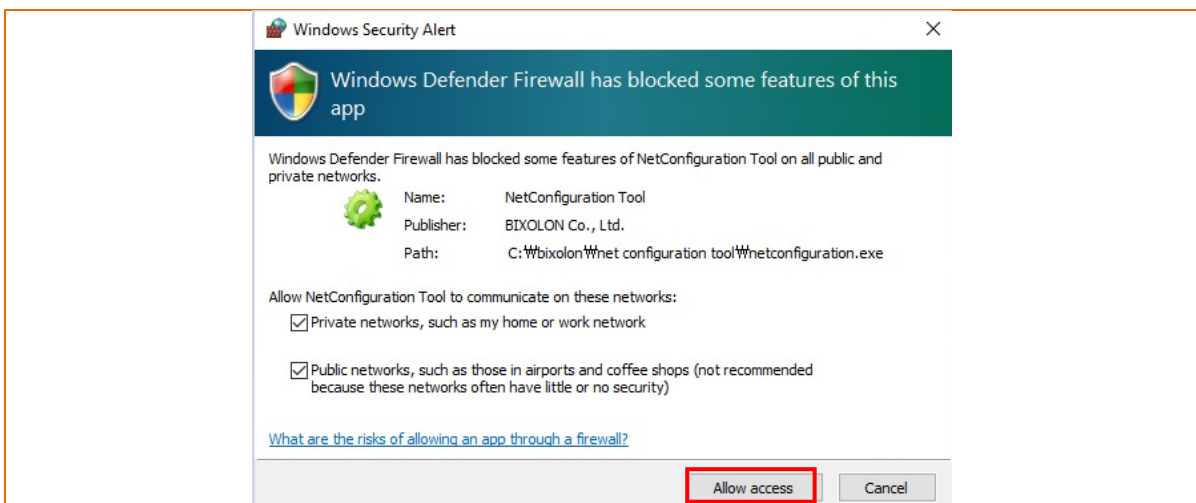 Windows Security Alert
Windows Defender Firewall has blocked some features of this
app
Windows Defender Firewall has blocked some features of NetConfiguration Tool on all public and
private networks.
Name: NetConfiguration Tool
Publisher: BIXOLON Co., Ltd.
Path: C:₩bixolon₩net configuration tool₩netconfiguration.exe
Allow NetConfiguration Tool to communicate on these networks:
Private networks, such as my home or work network
Public networks, such as those in airports and coffee shops (not recommended
because these networks often have little or no security)
What are the risks of allowing an app through a firewall?
Allow access Cancel